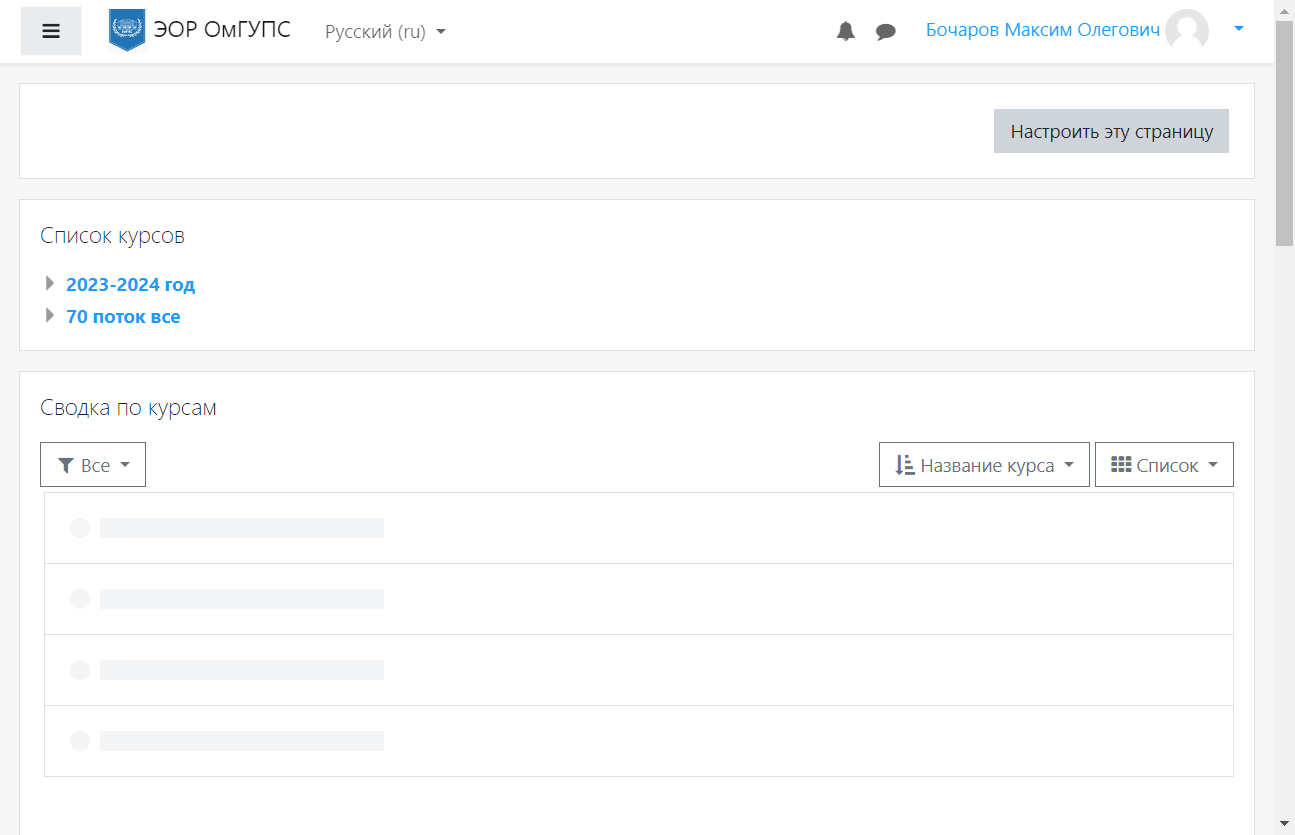 ЭОР ОмГУПС
Русский (ru)
Бочаров Максим Олегович
Настроить эту страницу
Список курсов
2023-2024 год
70 поток все
Сводка по курсам
Все
Название курса
Список